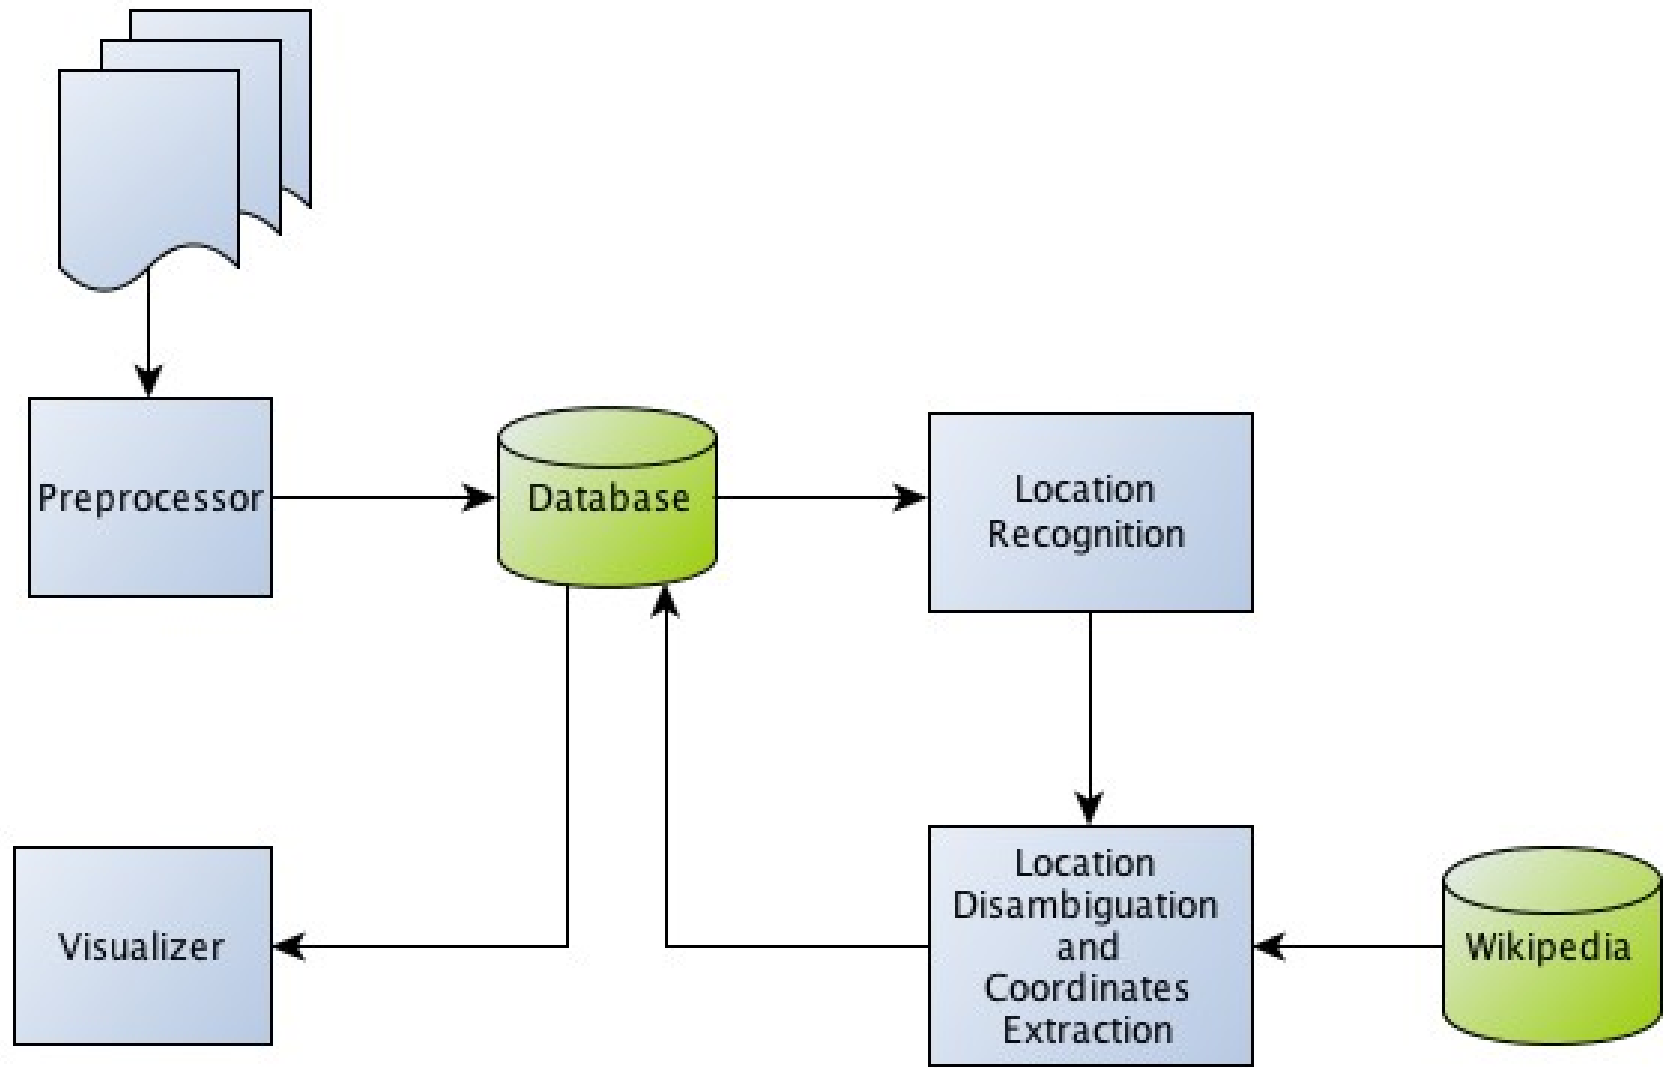 Preprocessor
Database
Location
Recognition
Visualizer
Location
Disambiguation
and
Coordinates
Extraction
Wikipedia